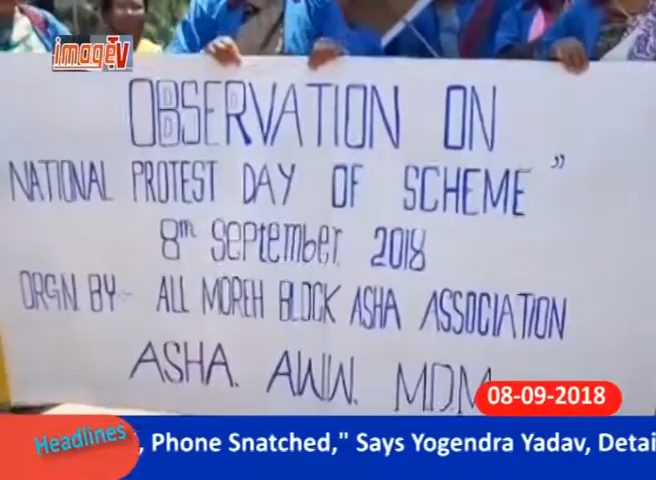 imageTV
OBSERVATION ON
NATIONAL PROTEST DAY OF SCHEME"
8TH SEPTEMBER 2018
ORGN BY:- ALL MOREH BLOCK ASHA ASSOCIATION
ASHA. AWW. MDM
08-09-2018
Headlines , Phone Snatched," Says Yogendra Yadav, Detai